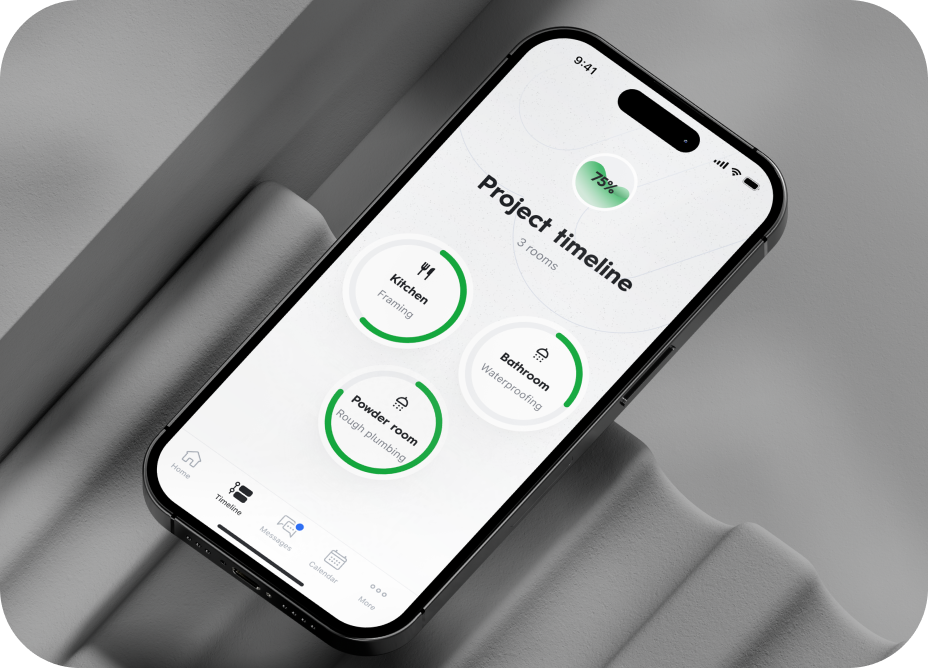 9:41
75%
Project timeline
3 rooms
Kitchen
Framing
Bathroom
Waterproofing
Powder room
Rough plumbing
Home
Timeline
Messages
Calendar
More